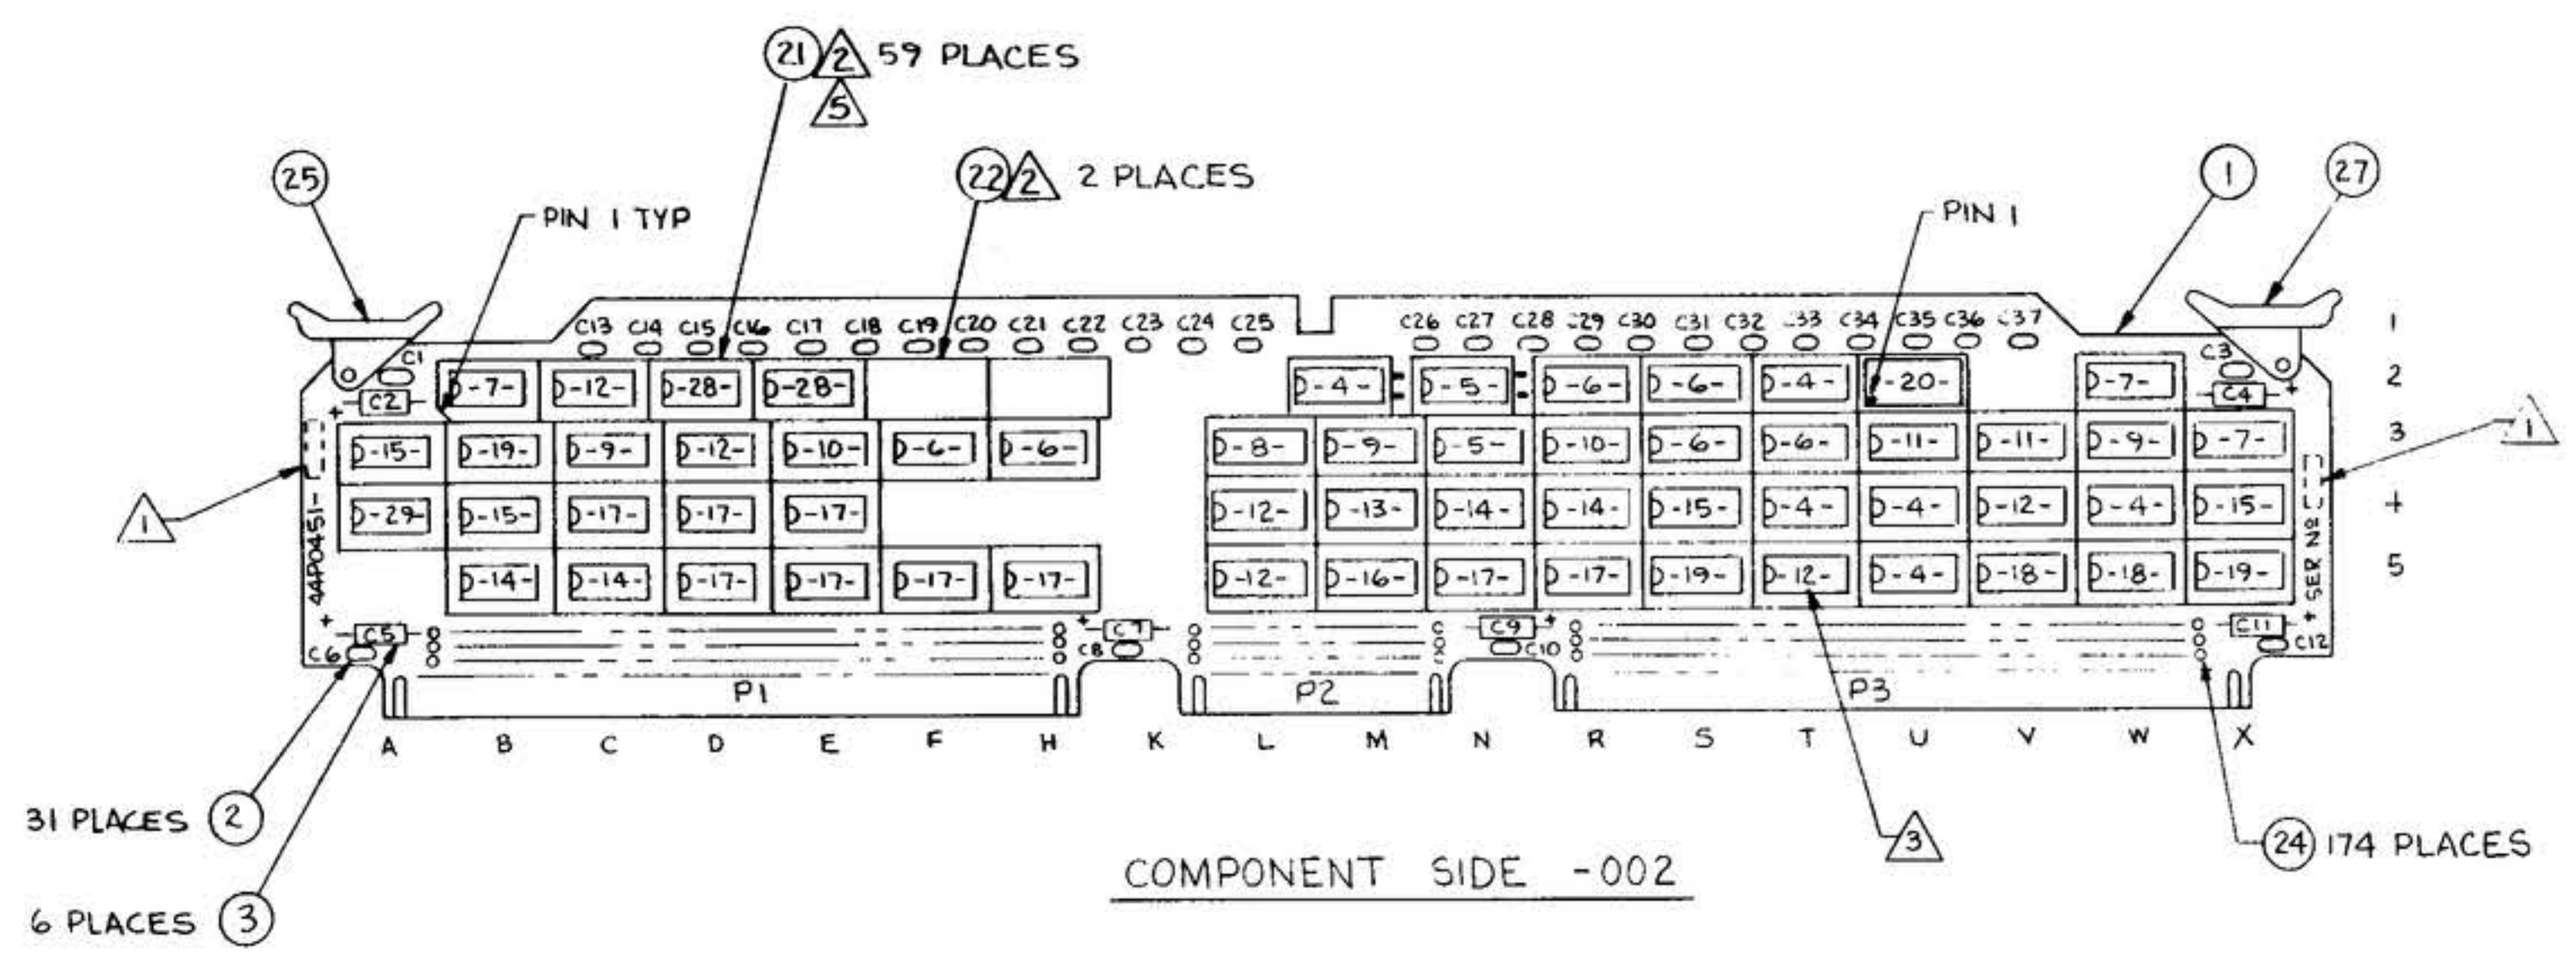 21 2 59 PLACES
5
25
22 2 2 PLACES
1
27
PIN 1 TYP
PIN 1
C13 C14 C15 C16 C17 C18 C19 C20 C21 C22 C23 C24 C25 C26 C27 C28 C29 C30 C31 C32 C33 C34 C35 C36 C37 1
C1 C3
-7- -12- -28- -28- -4- -5- -6- -6- -4- -20- -7- 2
+ C2 C4 +
-15- -19- -9- -12- -10- -6- -6- -8- -9- -5- -10- -6- -6- -11- -11- -9- -7- 3
1
1
-29- -15- -17- -17- -17- -12- -13- -14- -14- -15- -4- -4- -12- -4- -15- 4
44P0451-
SER Nº
-14- -14- -17- -17- -17- -17- -12- -16- -17- -17- -19- -12- -4- -18- -18- -19- 5
+ C5 + C7 C9 + C11 +
C6 C8 C10 C12
P1 P2 P3
A B C D E F H K L M N R S T U V W X
31 PLACES 2
3
24 174 PLACES
COMPONENT SIDE -002
6 PLACES 3